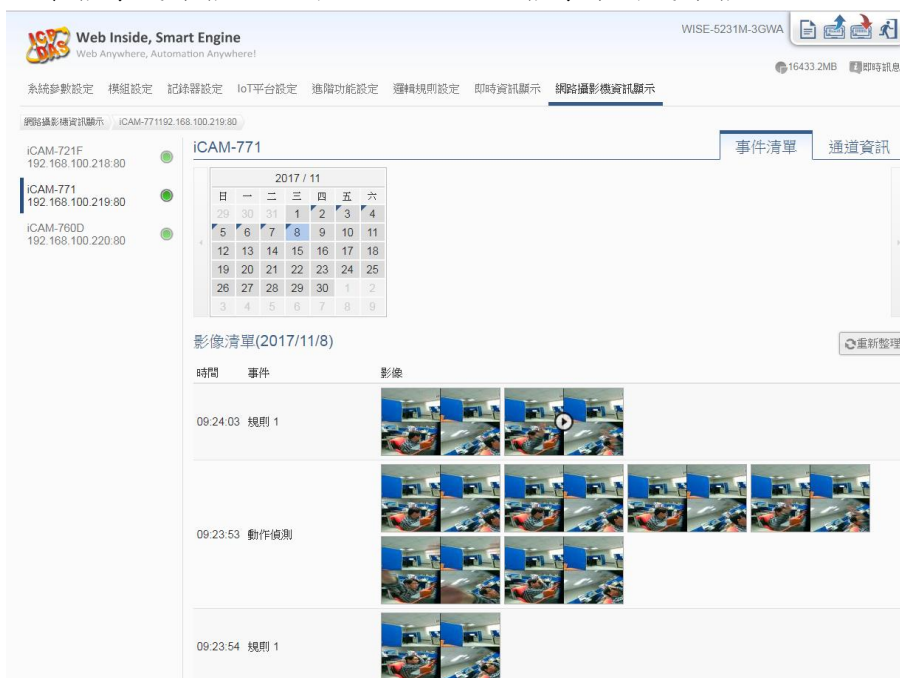 Web Inside, Smart Engine
Web Anywhere, Automation Anywhere!
ICP DAS
WISE-5231M-3GWA
16433.2MB 即時訊息
系統參數設定 模組設定 記錄器設定 IoT平台設定 進階功能設定 邏輯規則設定 即時資訊顯示 網路攝影機資訊顯示
網路攝影機資訊顯示 iCAM-771192.168.100.219:80
iCAM-721F
192.168.100.218:80
iCAM-771
192.168.100.219:80
iCAM-760D
192.168.100.220:80
iCAM-771 事件清單 通道資訊
2017 / 11
日 一 二 三 四 五 六
29 30 31 1 2 3 4
5 6 7 8 9 10 11
12 13 14 15 16 17 18
19 20 21 22 23 24 25
26 27 28 29 30 1 2
3 4 5 6 7 8 9
影像清單(2017/11/8) 重新整理
時間 事件 影像
09:24:03 規則 1
09:23:53 動作偵測
09:23:54 規則 1